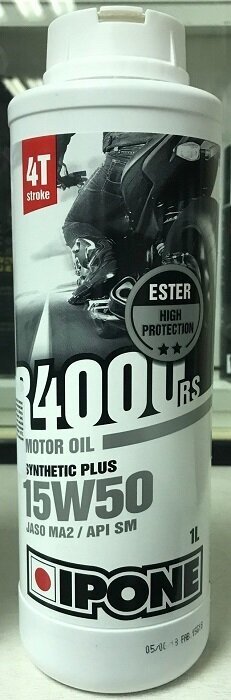 4T
stroke
ESTER
HIGH
PROTECTION
R4000RS
MOTOR OIL
SYNTHETIC PLUS
15W50
JASO MA2 / API SM
1L
IPONE